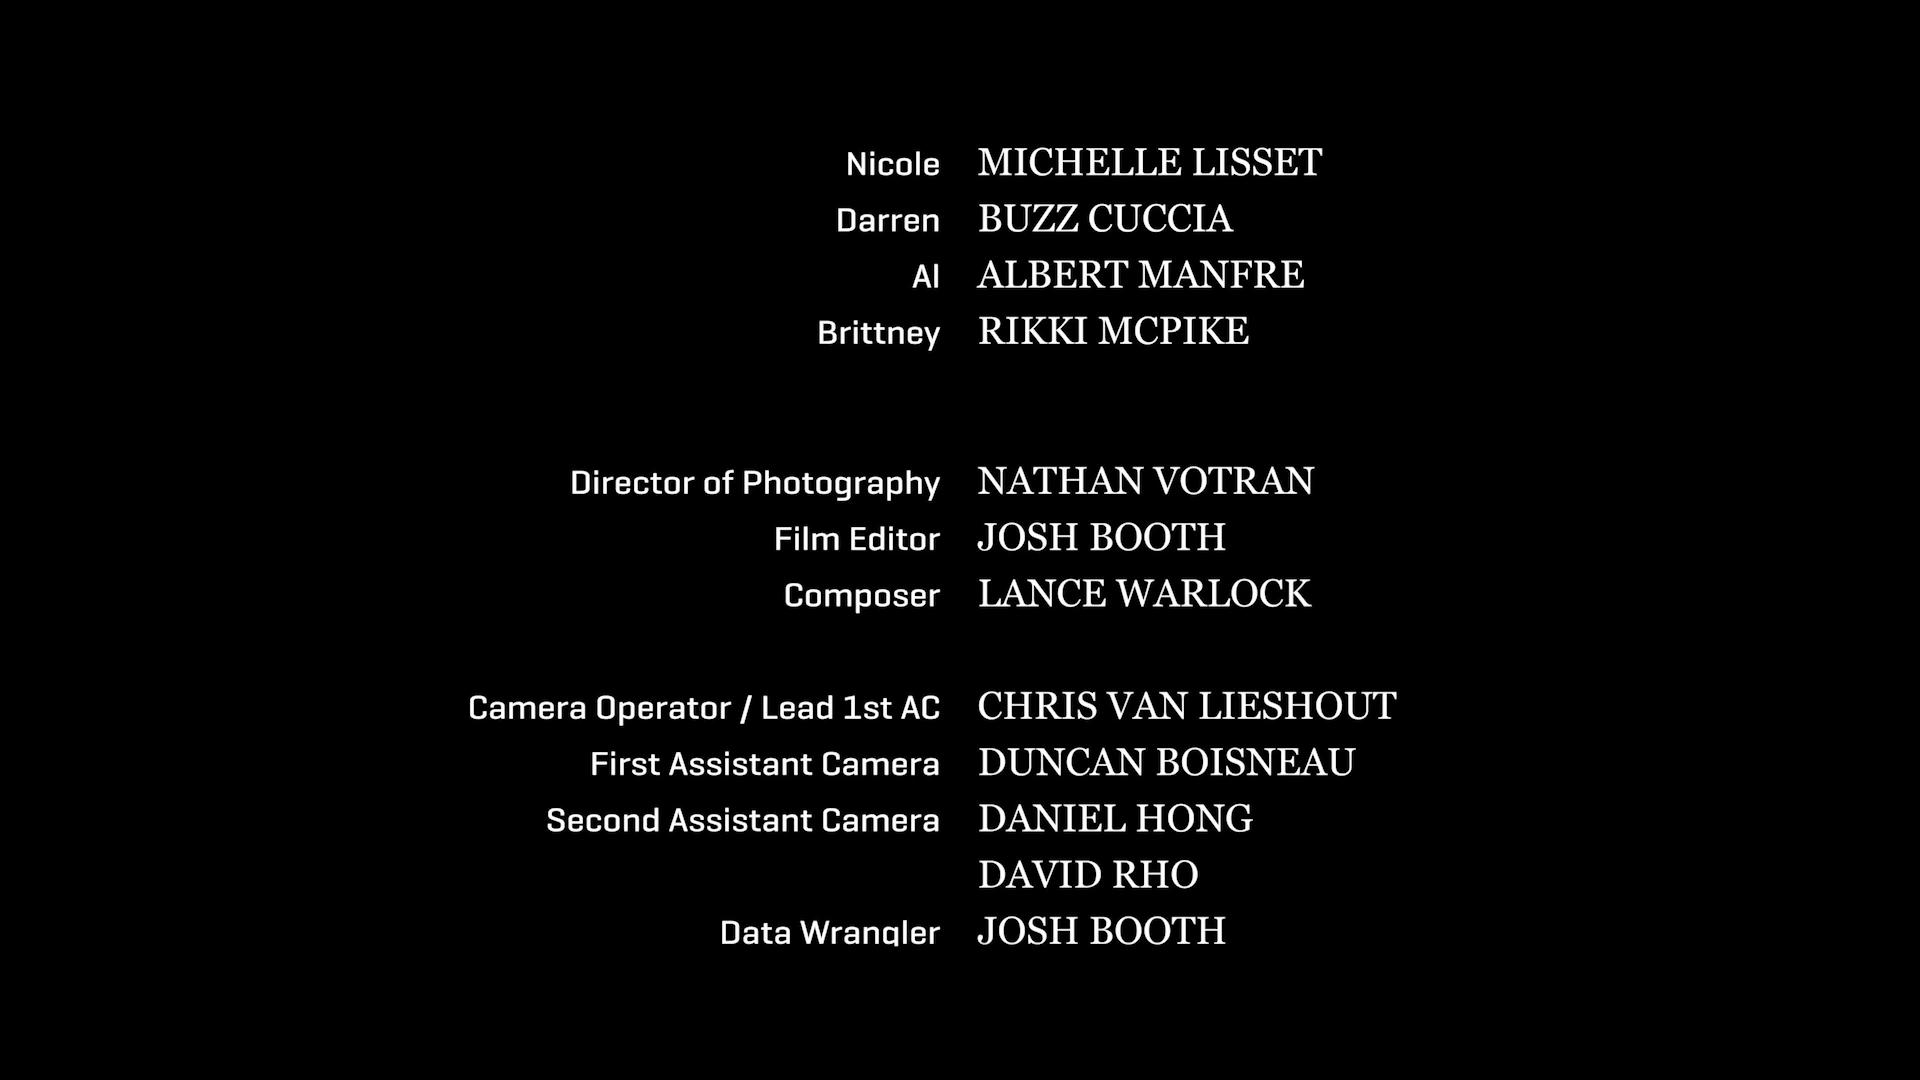 Nicole MICHELLE LISSET
Darren BUZZ CUCCIA
Al ALBERT MANFRE
Brittney RIKKI MCPIKE
Director of Photography NATHAN VOTRAN
Film Editor JOSH BOOTH
Composer LANCE WARLOCK
Camera Operator / Lead 1st AC CHRIS VAN LIESHOUT
First Assistant Camera DUNCAN BOISNEAU
Second Assistant Camera DANIEL HONG
DAVID RHO
Data Wrangler JOSH BOOTH